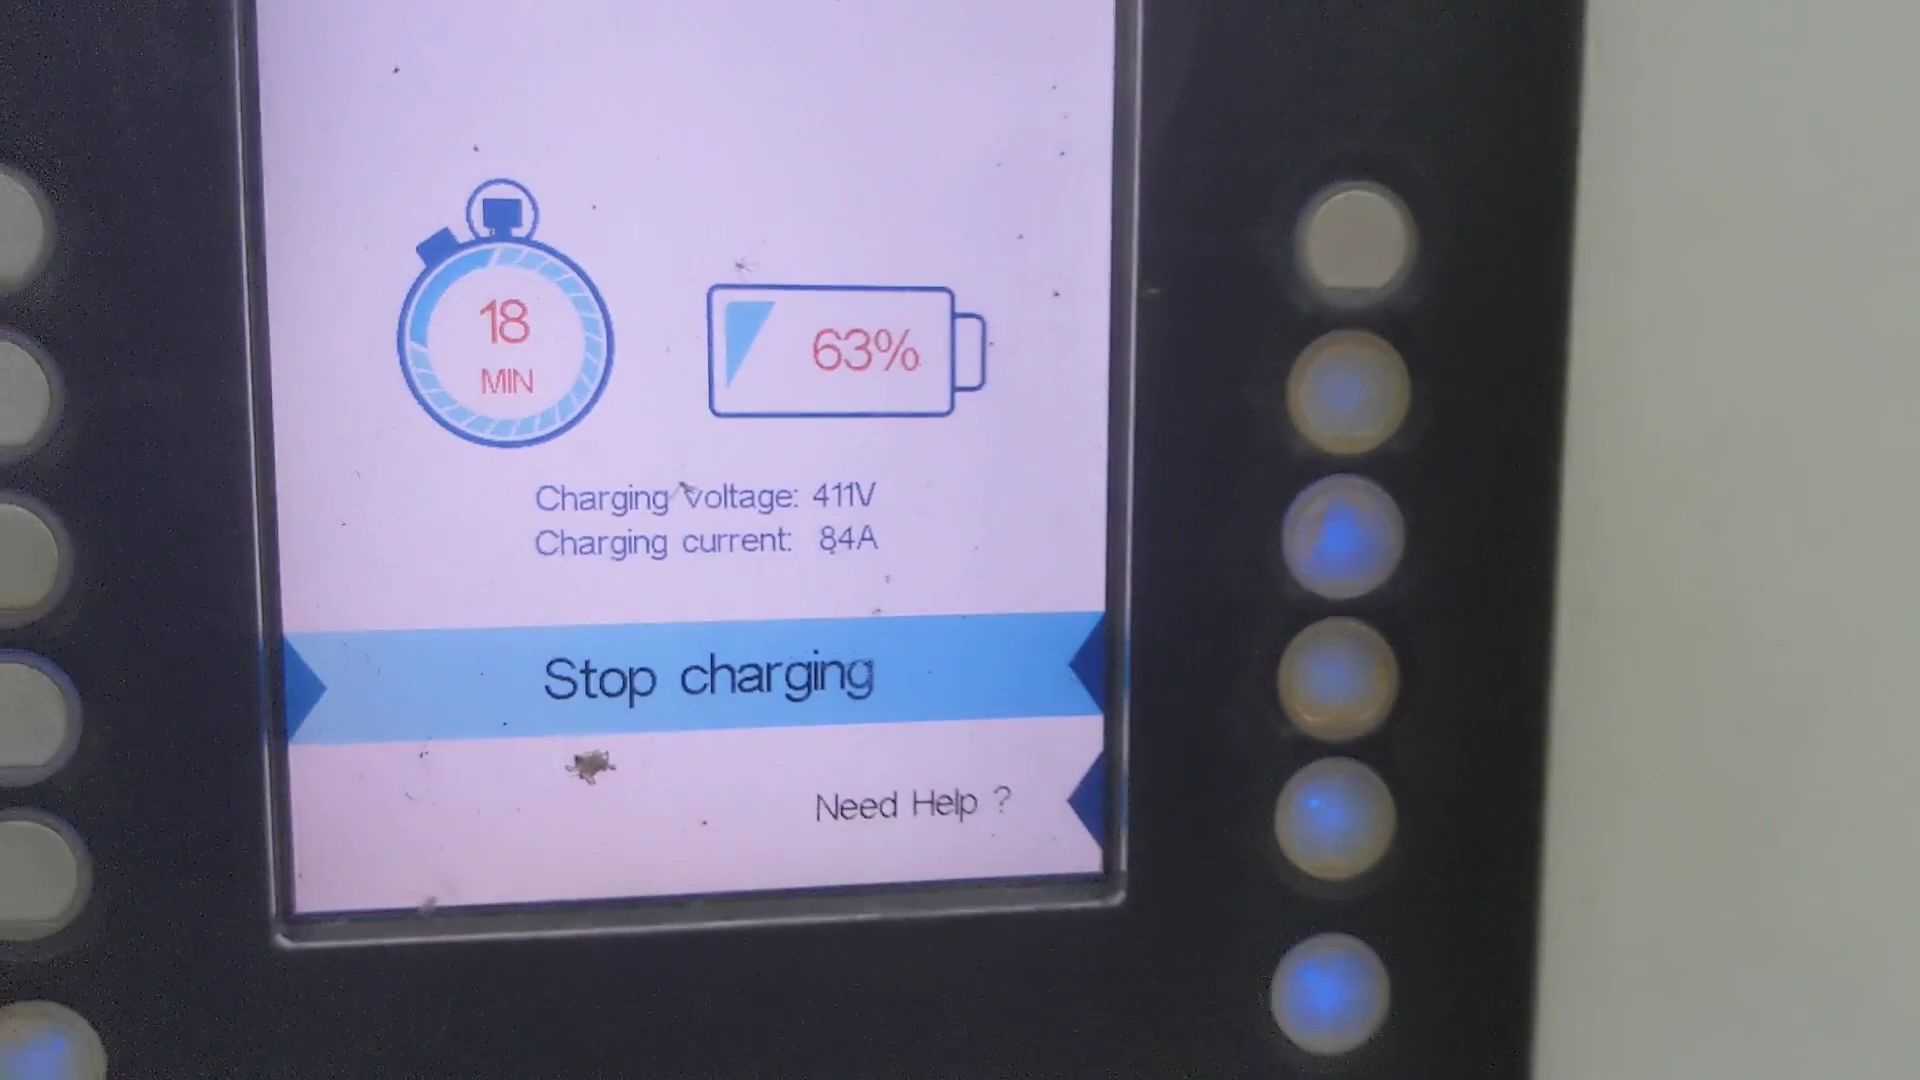 18
MIN
63%
Charging voltage: 411V
Charging current: 84A
Stop charging
Need Help ?